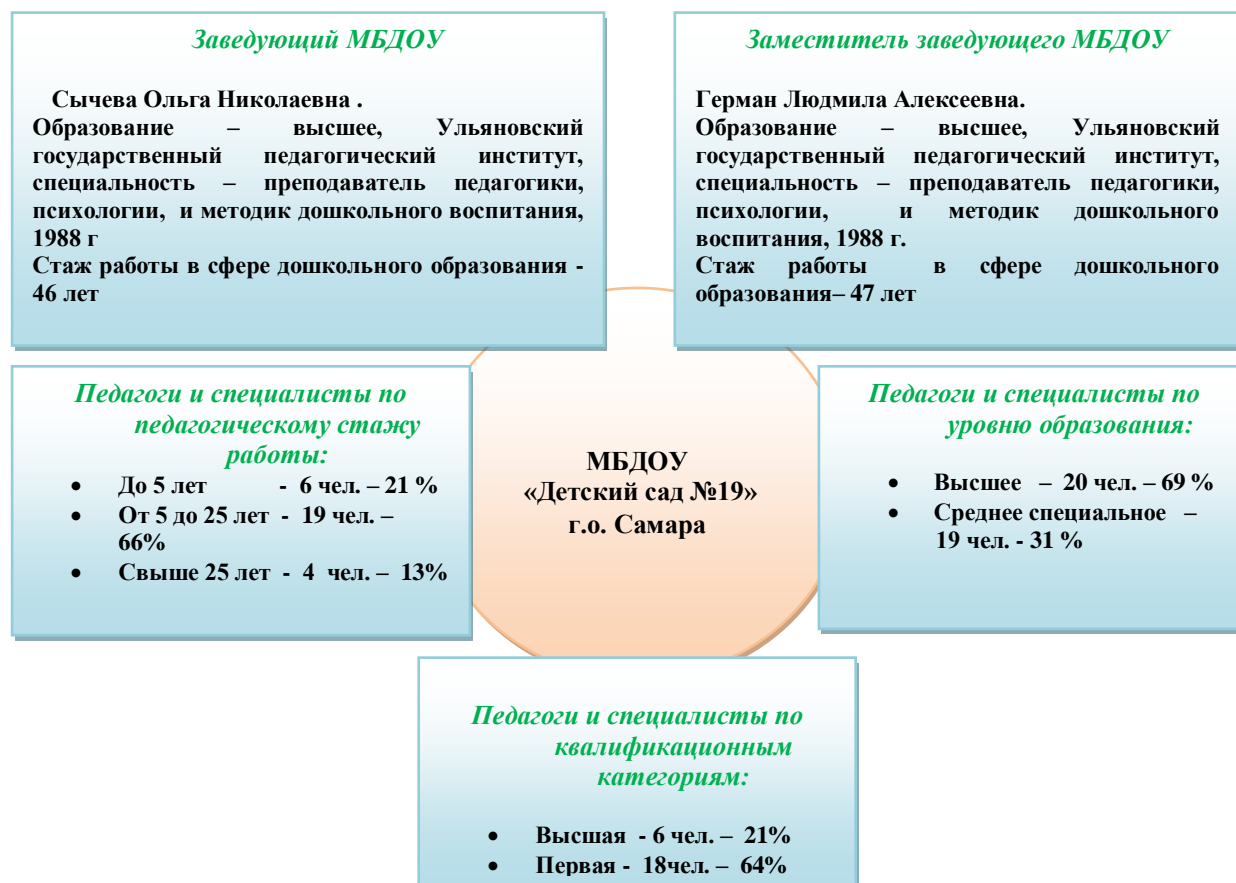 Заведующий МБДОУ
Сычева Ольга Николаевна .
Образование – высшее, Ульяновский
государственный педагогический институт,
специальность – преподаватель педагогики,
психологии, и методик дошкольного воспитания,
1988 г
Стаж работы в сфере дошкольного образования -
46 лет
Заместитель заведующего МБДОУ
Герман Людмила Алексеевна.
Образование – высшее, Ульяновский
государственный педагогический институт,
специальность – преподаватель педагогики,
психологии, и методик дошкольного
воспитания, 1988 г.
Стаж работы в сфере дошкольного
образования– 47 лет
Педагоги и специалисты по
педагогическому стажу
работы:
• До 5 лет - 6 чел. – 21 %
• От 5 до 25 лет - 19 чел. –
66%
• Свыше 25 лет - 4 чел. – 13%
МБДОУ
«Детский сад №19»
г.о. Самара
Педагоги и специалисты по
уровню образования:
• Высшее – 20 чел. – 69 %
• Среднее специальное –
19 чел. - 31 %
Педагоги и специалисты по
квалификационным
категориям:
• Высшая - 6 чел. – 21%
• Первая - 18чел. – 64%